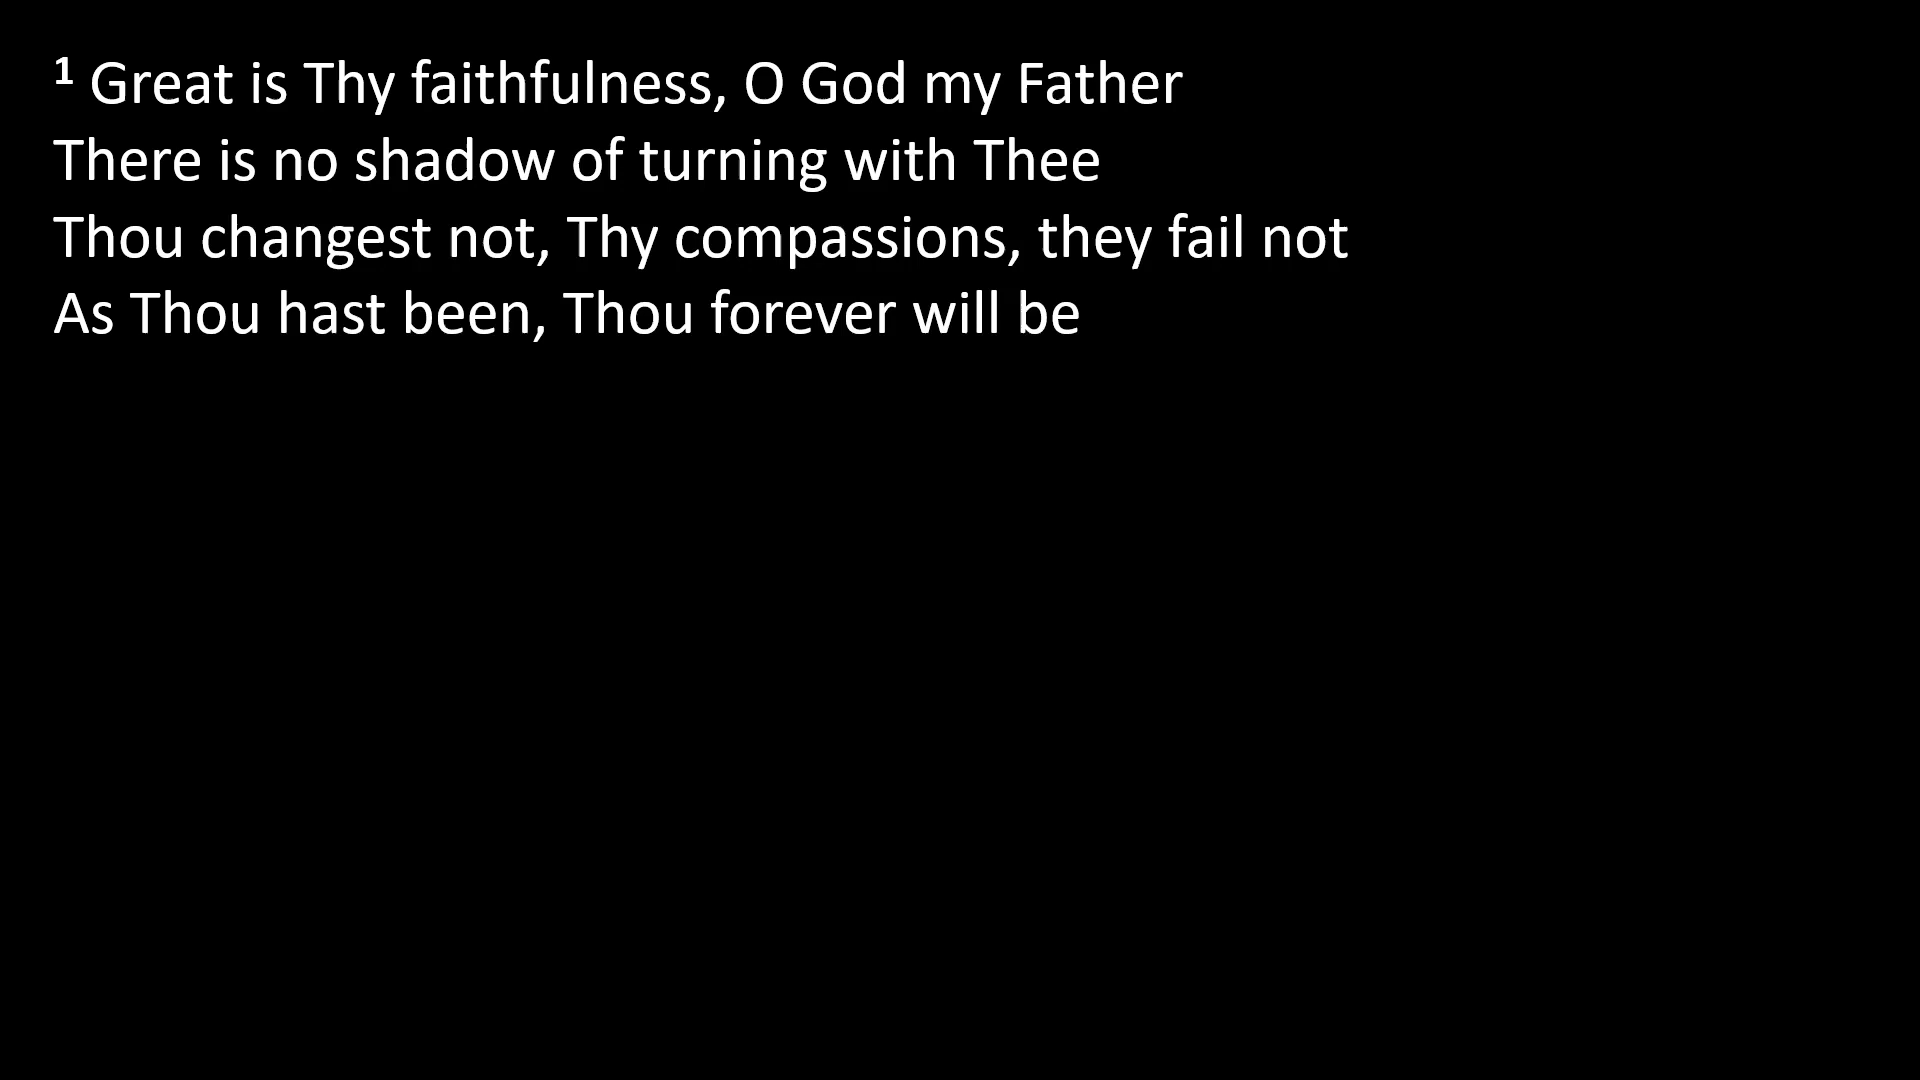 ¹ Great is Thy faithfulness, O God my Father
There is no shadow of turning with Thee
Thou changest not, Thy compassions, they fail not
As Thou hast been, Thou forever will be